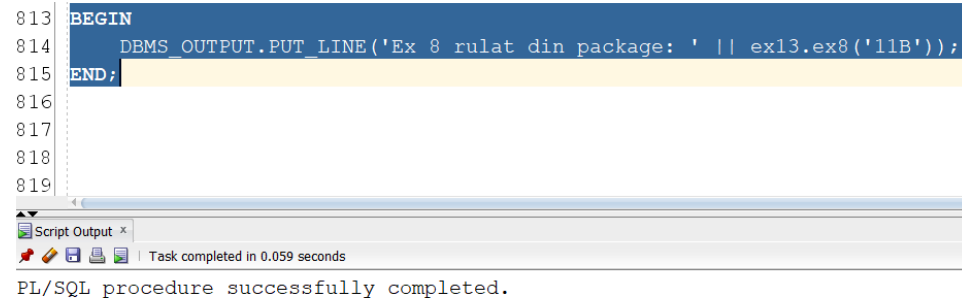 813 BEGIN
814 DBMS_OUTPUT.PUT_LINE('Ex 8 rulat din package: ' || ex13.ex8('11B'));
815 END;
816
817
818
819
Script Output ×
Task completed in 0.059 seconds
PL/SQL procedure successfully completed.